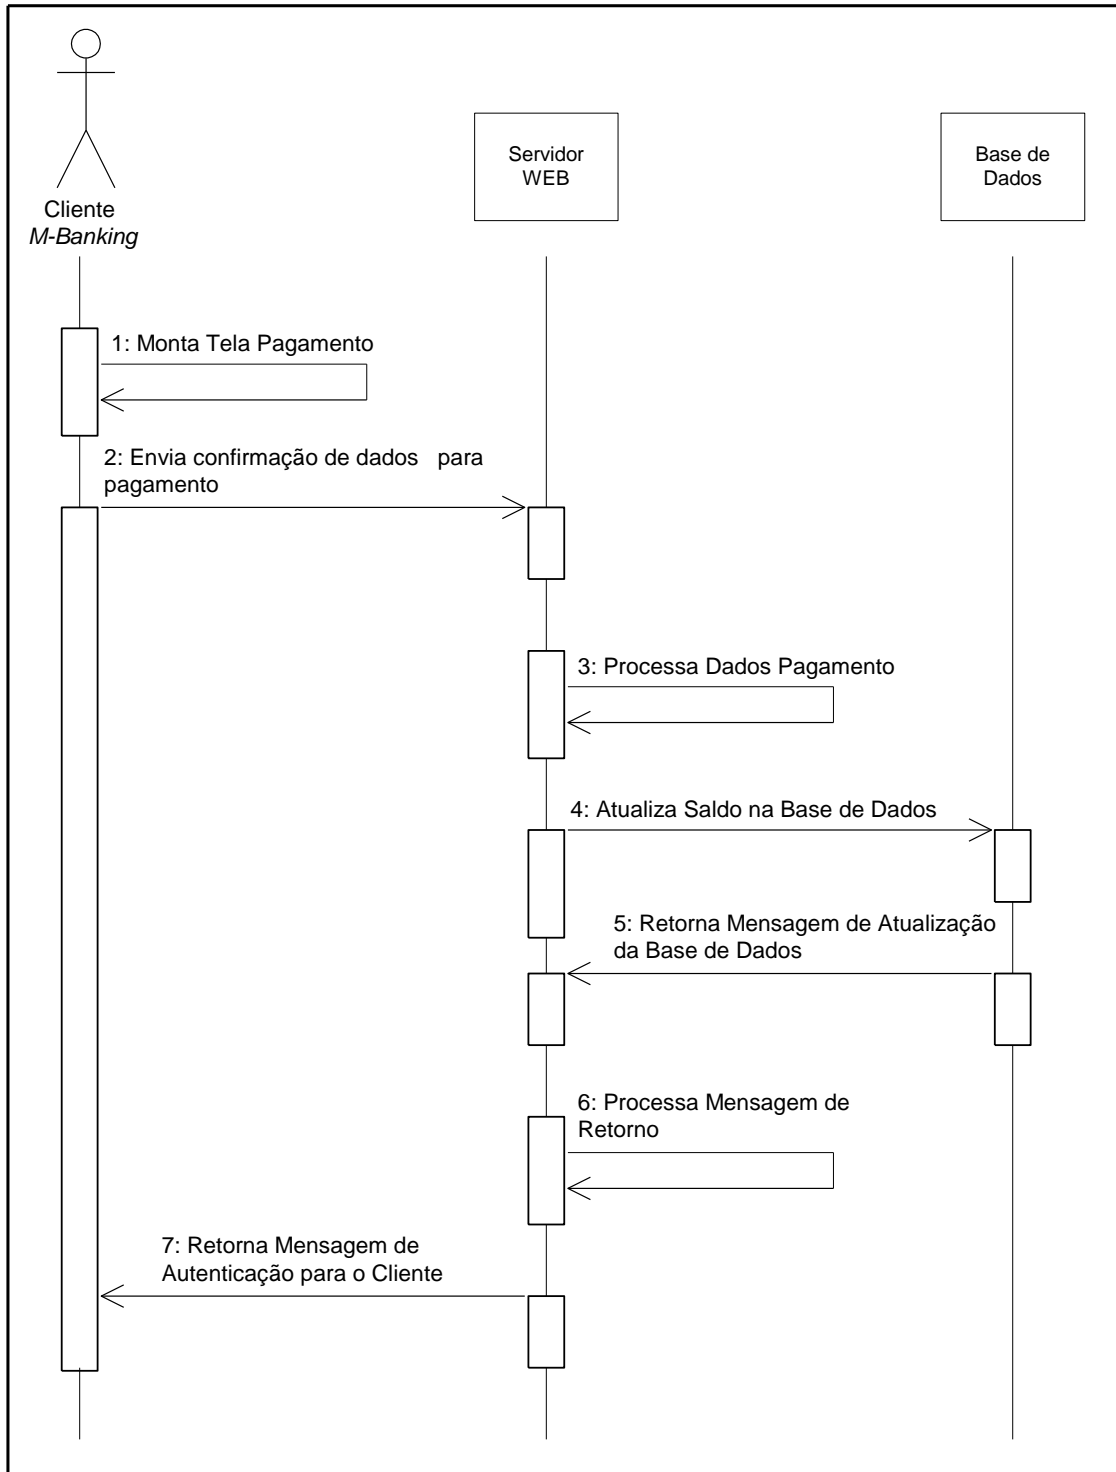 Cliente
M-Banking
Servidor
WEB
Base de
Dados
1: Monta Tela Pagamento
2: Envia confirmação de dados   para
pagamento
3: Processa Dados Pagamento
4: Atualiza Saldo na Base de Dados
5: Retorna Mensagem de Atualização
da Base de Dados
6: Processa Mensagem de
Retorno
7: Retorna Mensagem de
Autenticação para o Cliente